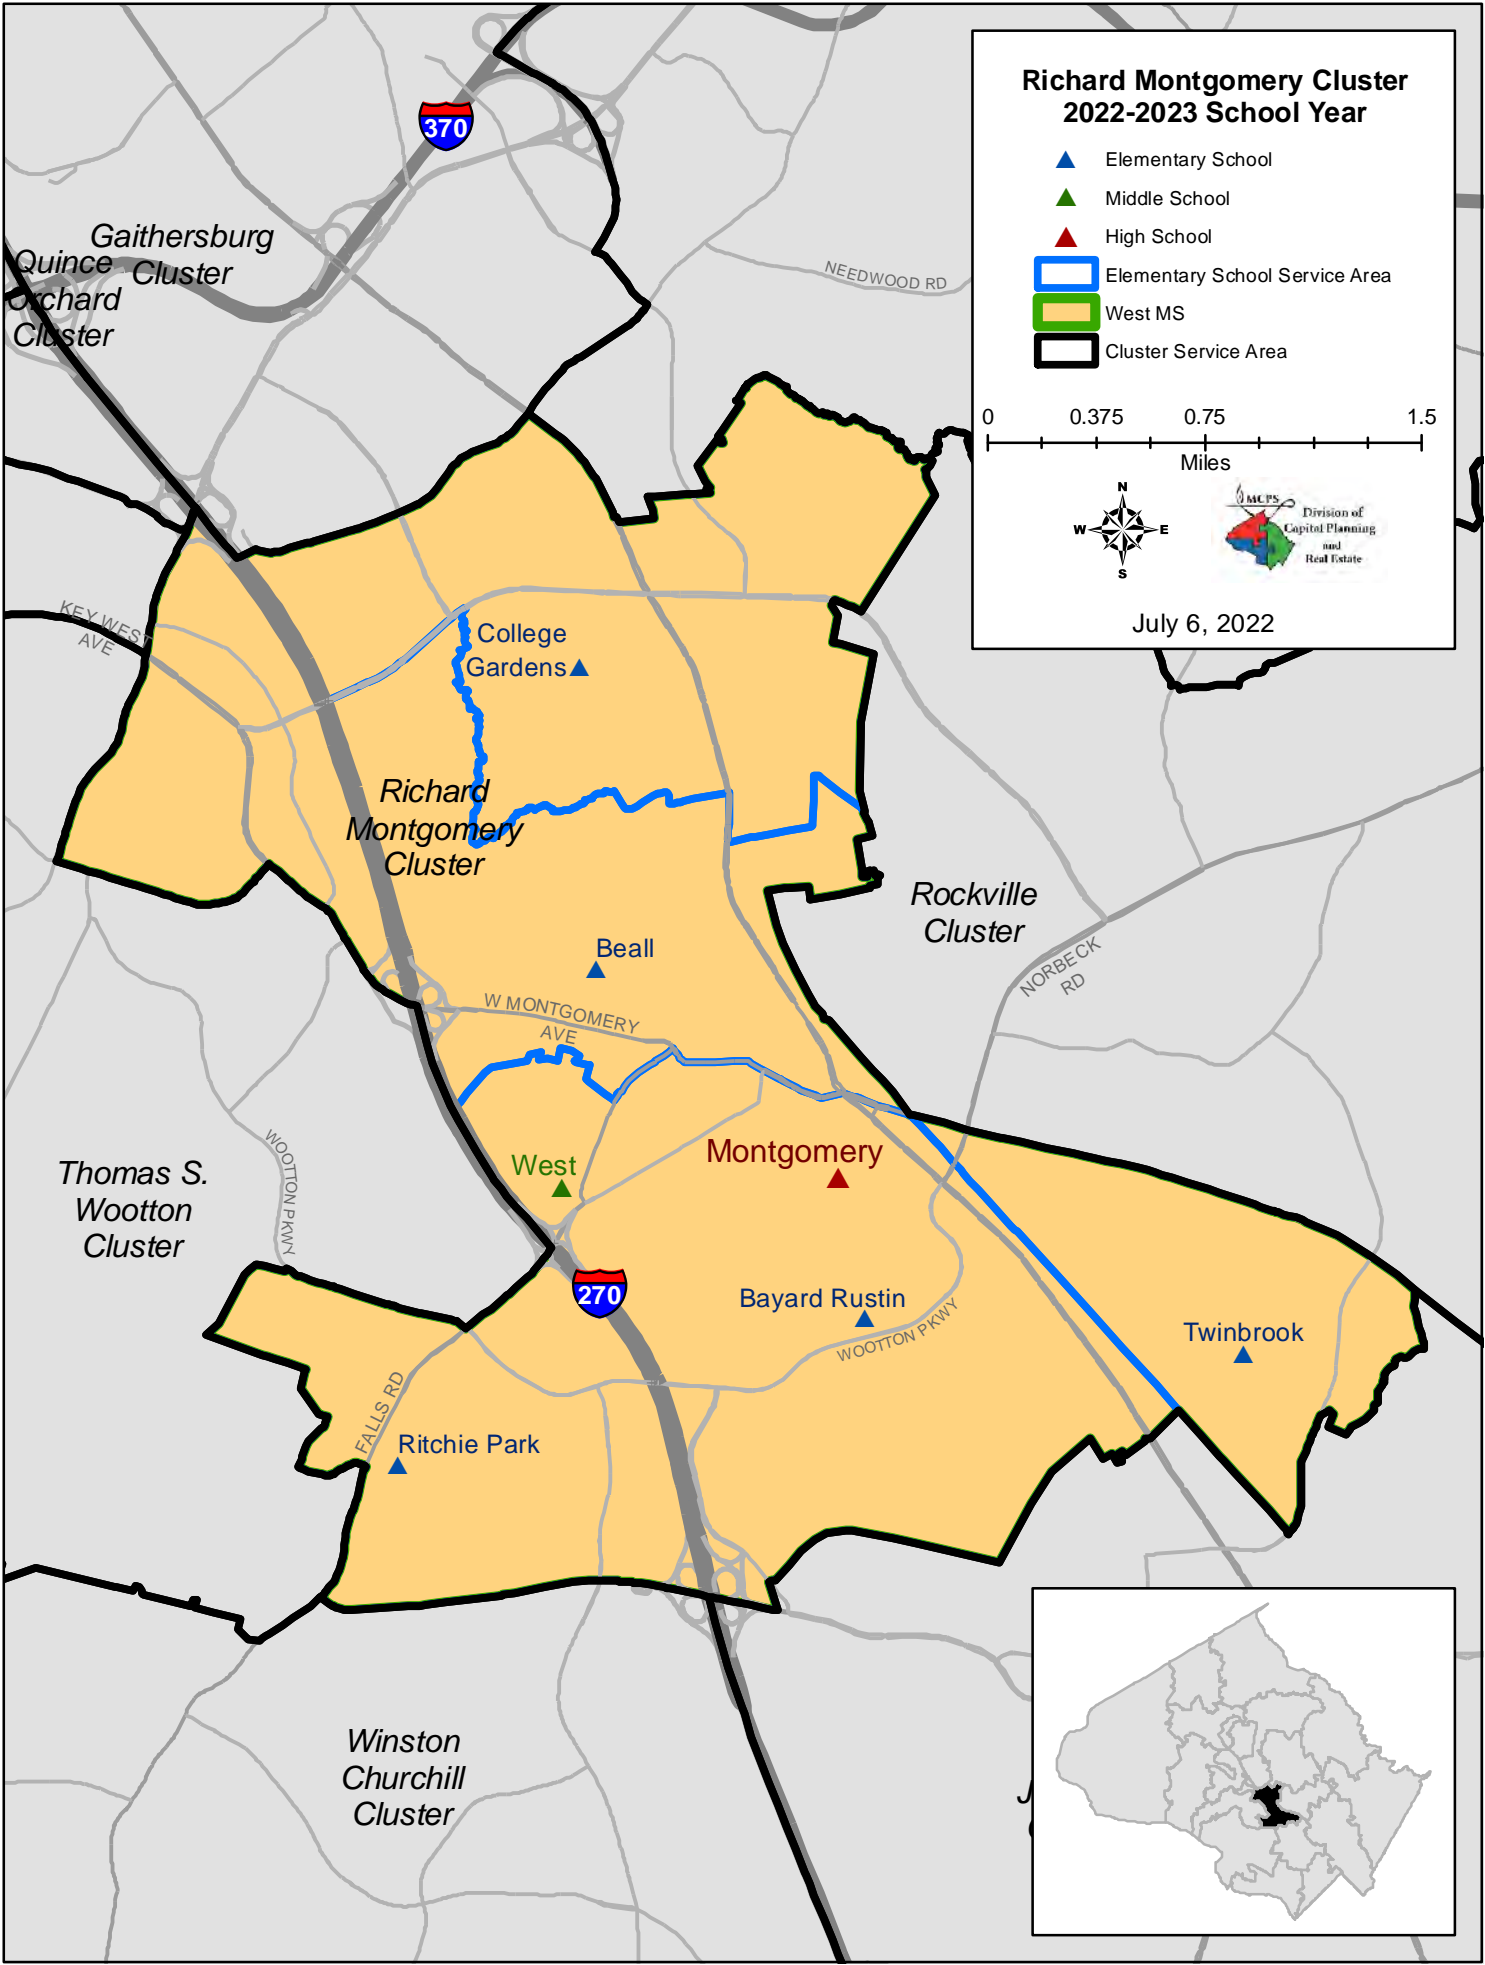 Richard Montgomery Cluster
2022-2023 School Year
Elementary School
Middle School
High School
Elementary School Service Area
West MS
Cluster Service Area
0 0.375 0.75 1.5
Miles
N
W E
S
MCPS
Division of
Capital Planning
and
Real Estate
July 6, 2022
370
Gaithersburg
Cluster
Quince
Orchard
Cluster
NEEDWOOD RD
KEY WEST
AVE
College
Gardens
Richard
Montgomery
Cluster
Rockville
Cluster
NORBECK
RD
Beall
W MONTGOMERY
AVE
WOOTTON PKWY
Thomas S.
Wootton
Cluster
West
Montgomery
270
Bayard Rustin
WOOTTON PKWY
Twinbrook
FALLS RD
Ritchie Park
Winston
Churchill
Cluster